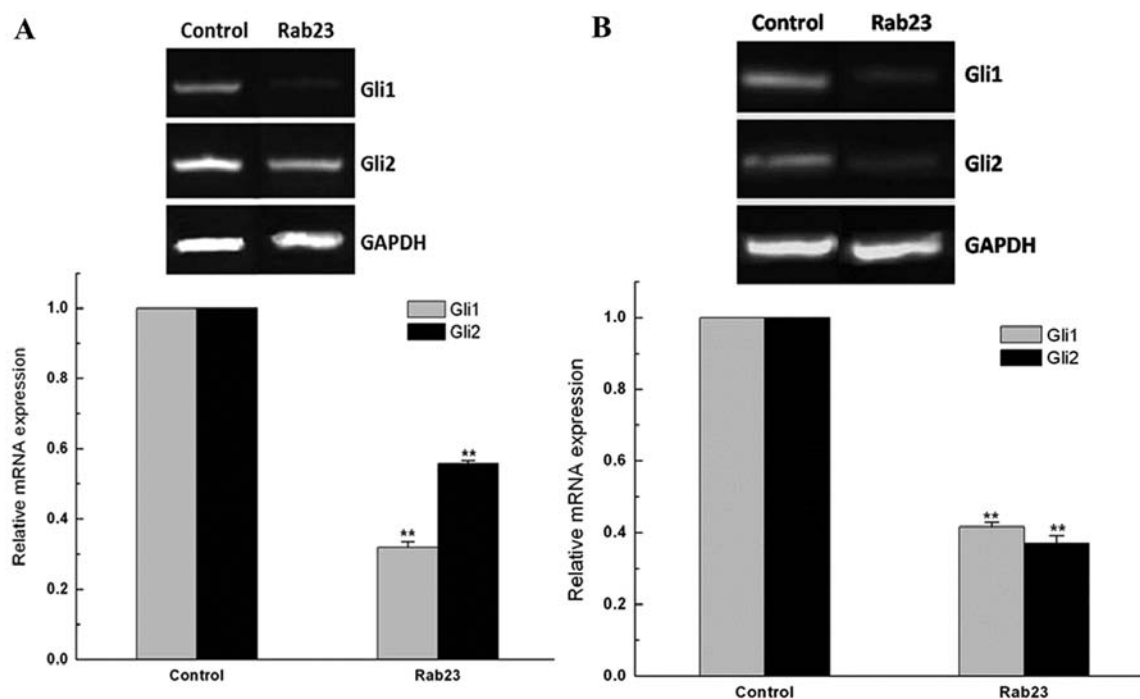 A
Control Rab23
Gli1
Gli2
GAPDH
Relative mRNA expression
1.0
0.8
0.6
0.4
0.2
0.0
Gli1
Gli2
**
**
Control Rab23
B
Control Rab23
Gli1
Gli2
GAPDH
Relative mRNA expression
1.0
0.8
0.6
0.4
0.2
0.0
Gli1
Gli2
**
**
Control Rab23